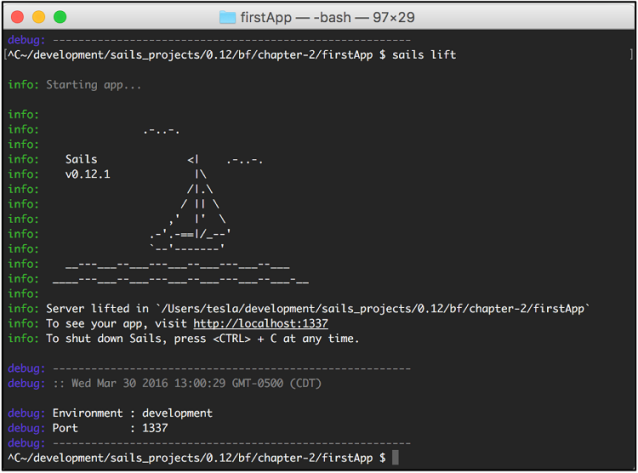 firstApp — -bash — 97×29
debug: -------------------------------------------------------
^C~/development/sails_projects/0.12/bf/chapter-2/firstApp $ sails lift
info: Starting app...
info:
info:                .-..-.
info:
info:    Sails              <|    .-..-.
info:    v0.12.1             |\
info:                       /|.\
info:                      / || \
info:                    ,'  |'  \
info:                 .-'.-==|/_--'
info:                 `--'-------'
info:    __---___--___---___--___---___--___
info:  ____---___--___---___--___---___--___-__
info:
info: Server lifted in `/Users/tesla/development/sails_projects/0.12/bf/chapter-2/firstApp`
info: To see your app, visit http://localhost:1337
info: To shut down Sails, press <CTRL> + C at any time.
debug: -------------------------------------------------------
debug: :: Wed Mar 30 2016 13:00:29 GMT-0500 (CDT)
debug: Environment : development
debug: Port        : 1337
debug: -------------------------------------------------------
^C~/development/sails_projects/0.12/bf/chapter-2/firstApp $